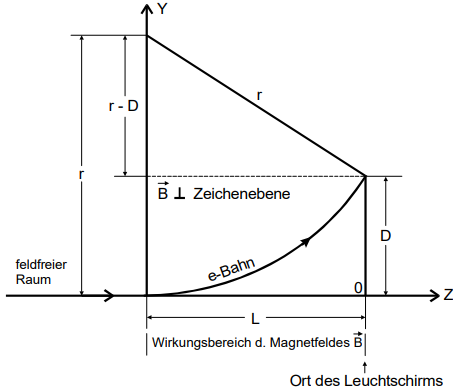 Y
r
r - D
r
B ⊥ Zeichenebene
D
feldfreier
Raum
e-Bahn
0
Z
L
Wirkungsbereich d. Magnetfeldes B
Ort des Leuchtschirms